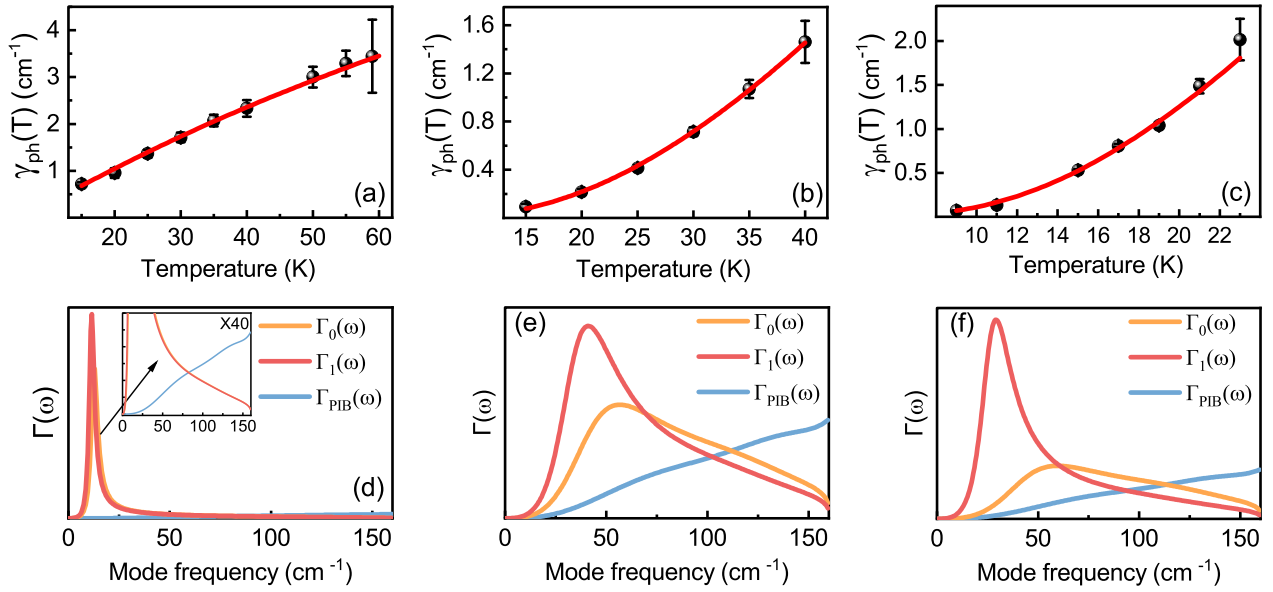 4
3
2
1
γph(T) (cm-1)
(a)
20 30 40 50 60
Temperature (K)
1.6
1.2
0.8
0.4
γph(T) (cm-1)
(b)
15 20 25 30 35 40
Temperature (K)
2.0
1.5
1.0
0.5
γph(T) (cm-1)
(c)
10 12 14 16 18 20 22
Temperature (K)
X40
0 25 50 100 150
Γ0(ω)
Γ1(ω)
ΓPIB(ω)
Γ(ω)
(d)
0 50 100 150
Mode frequency (cm-1)
(e)
Γ0(ω)
Γ1(ω)
ΓPIB(ω)
Γ(ω)
0 50 100 150
Mode frequency (cm-1)
(f)
Γ0(ω)
Γ1(ω)
ΓPIB(ω)
Γ(ω)
0 50 100 150
Mode frequency (cm-1)